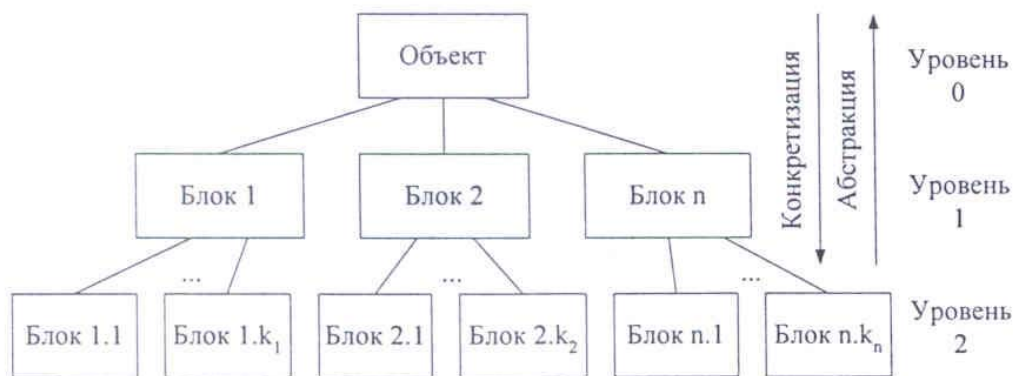 Объект
Уровень
0
Конкретизация
Абстракция
Блок 1
Блок 2
Блок n
Уровень
1
...
...
...
Блок 1.1
Блок 1.k₁
Блок 2.1
Блок 2.k₂
Блок n.1
Блок n.kₙ
Уровень
2